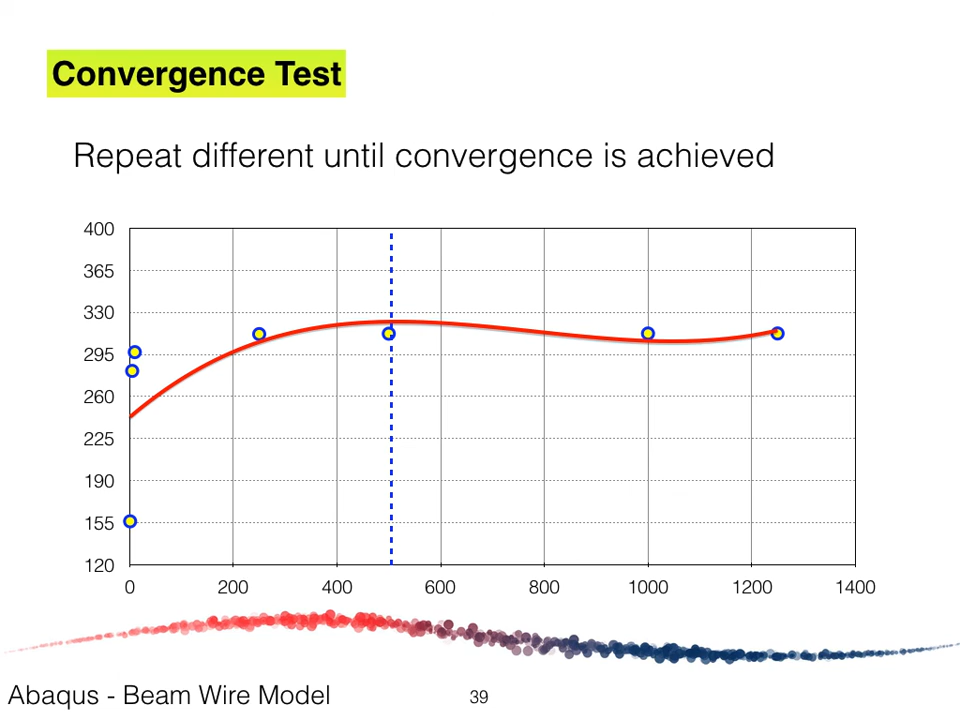 Convergence Test
Repeat different until convergence is achieved
400
365
330
295
260
225
190
155
120
0 200 400 600 800 1000 1200 1400
Abaqus - Beam Wire Model
39